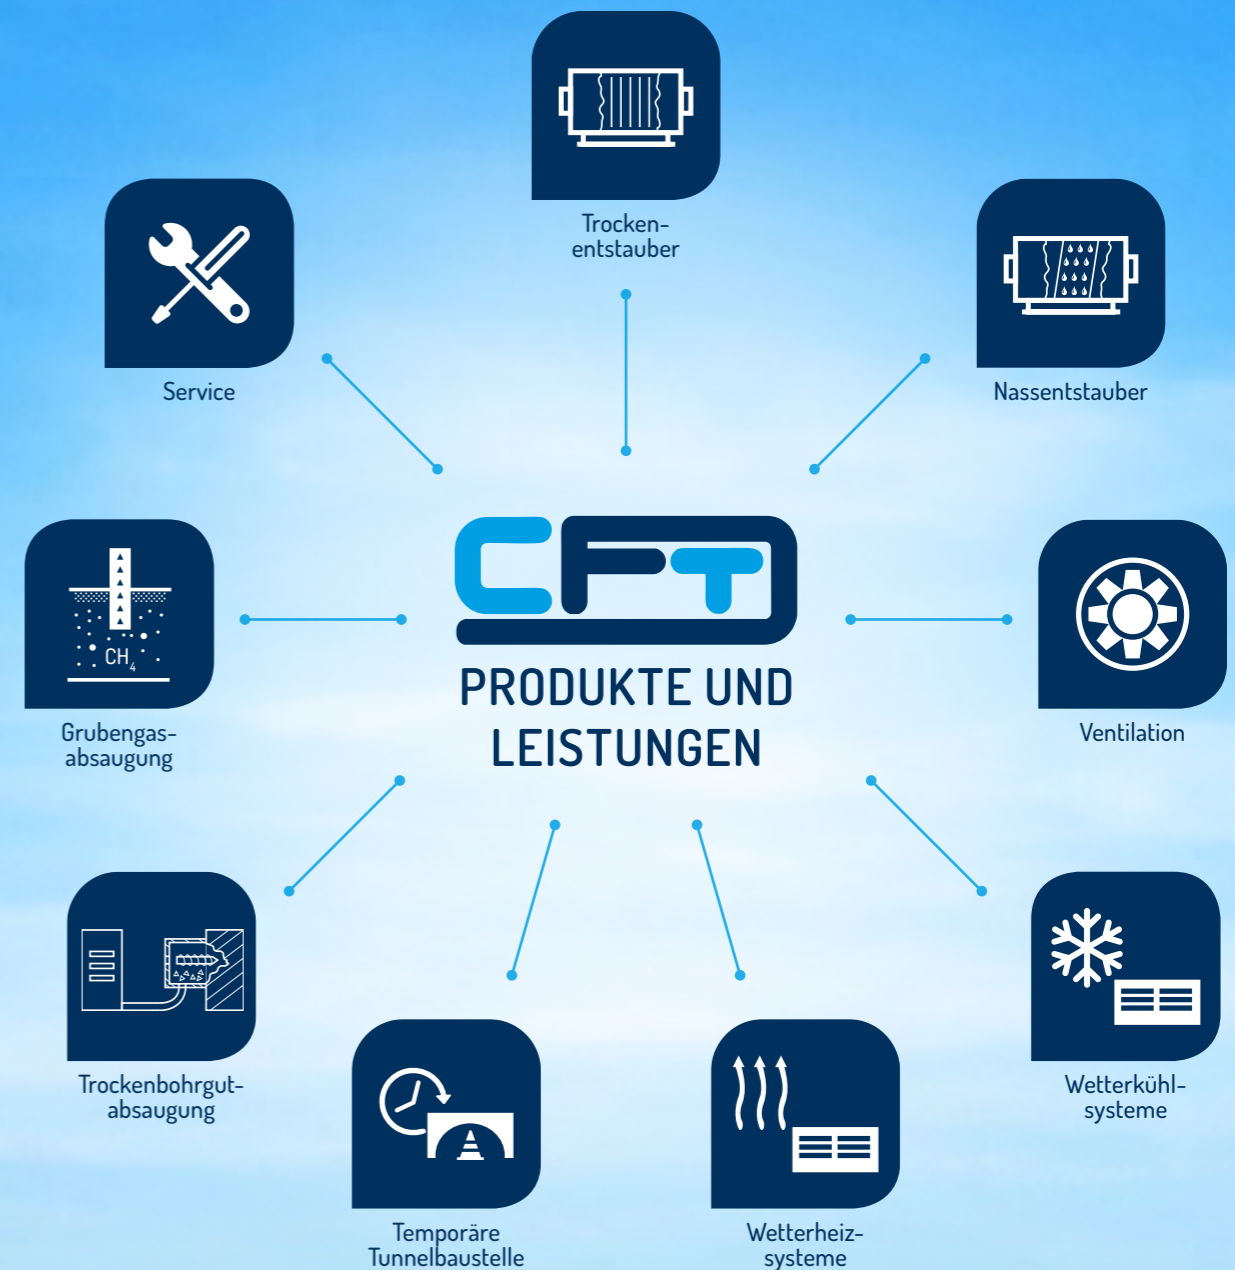 Trocken-
entstauber
Service
Nassentstauber
CFT
PRODUKTE UND
LEISTUNGEN
CH₄
Grubengas-
absaugung
Ventilation
Trockenbohrgut-
absaugung
Wetterkühl-
systeme
Temporäre
Tunnelbaustelle
Wetterheiz-
systeme